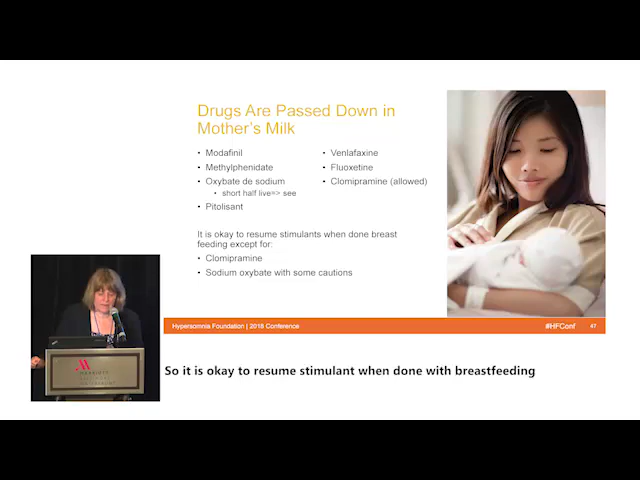 Drugs Are Passed Down in
Mother's Milk
• Modafinil
• Methylphenidate
• Oxybate de sodium
• short half live=> see
• Pitolisant
• Venlafaxine
• Fluoxetine
• Clomipramine (allowed)
It is okay to resume stimulants when done breast
feeding except for:
• Clomipramine
• Sodium oxybate with some cautions
Hypersomnia Foundation | 2018 Conference
#HFConf
47
MARRIOTT
So it is okay to resume stimulant when done with breastfeeding